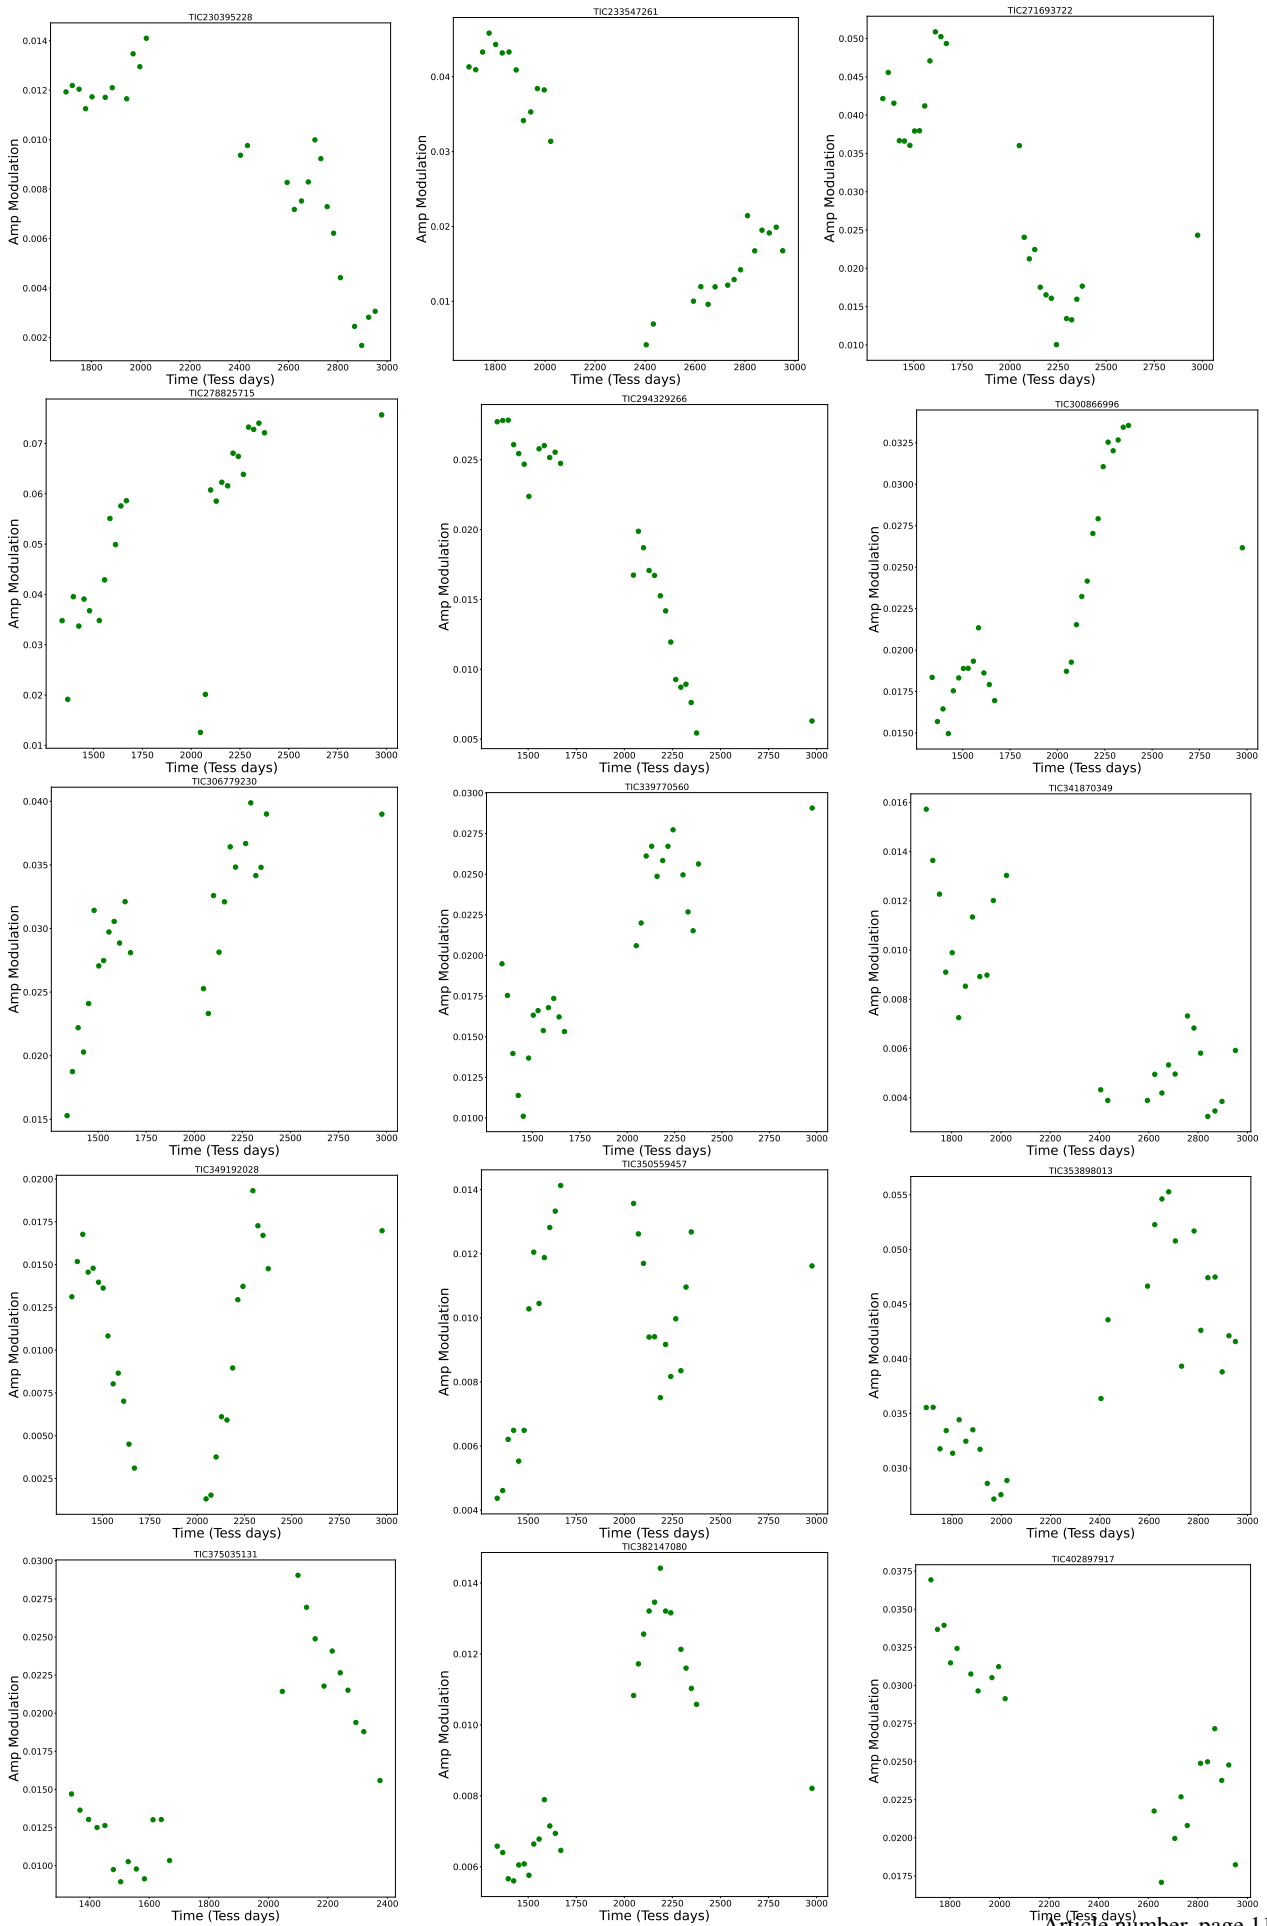 TIC230395228
0.014
0.012
0.010
0.008
0.006
0.004
0.002
Amp Modulation
1800 2000 2200 2400 2600 2800 3000
Time (Tess days)
TIC233547261
0.04
0.03
0.02
0.01
Amp Modulation
1800 2000 2200 2400 2600 2800 3000
Time (Tess days)
TIC271693722
0.050
0.045
0.040
0.035
0.030
0.025
0.020
0.015
0.010
Amp Modulation
1500 1750 2000 2250 2500 2750 3000
Time (Tess days)
TIC278825715
0.07
0.06
0.05
0.04
0.03
0.02
0.01
Amp Modulation
1500 1750 2000 2250 2500 2750 3000
Time (Tess days)
TIC294329266
0.025
0.020
0.015
0.010
0.005
Amp Modulation
1500 1750 2000 2250 2500 2750 3000
Time (Tess days)
TIC300866996
0.0325
0.0300
0.0275
0.0250
0.0225
0.0200
0.0175
0.0150
Amp Modulation
1500 1750 2000 2250 2500 2750 3000
Time (Tess days)
TIC306779230
0.040
0.035
0.030
0.025
0.020
0.015
Amp Modulation
1500 1750 2000 2250 2500 2750 3000
Time (Tess days)
TIC339770560
0.0300
0.0275
0.0250
0.0225
0.0200
0.0175
0.0150
0.0125
0.0100
Amp Modulation
1500 1750 2000 2250 2500 2750 3000
Time (Tess days)
TIC341870349
0.016
0.014
0.012
0.010
0.008
0.006
0.004
Amp Modulation
1800 2000 2200 2400 2600 2800 3000
Time (Tess days)
TIC349192028
0.0200
0.0175
0.0150
0.0125
0.0100
0.0075
0.0050
0.0025
Amp Modulation
1500 1750 2000 2250 2500 2750 3000
Time (Tess days)
TIC350559457
0.014
0.012
0.010
0.008
0.006
0.004
Amp Modulation
1500 1750 2000 2250 2500 2750 3000
Time (Tess days)
TIC353898013
0.055
0.050
0.045
0.040
0.035
0.030
Amp Modulation
1800 2000 2200 2400 2600 2800 3000
Time (Tess days)
TIC375035131
0.0300
0.0275
0.0250
0.0225
0.0200
0.0175
0.0150
0.0125
0.0100
Amp Modulation
1400 1600 1800 2000 2200 2400
Time (Tess days)
TIC382147080
0.014
0.012
0.010
0.008
0.006
Amp Modulation
1500 1750 2000 2250 2500 2750 3000
Time (Tess days)
TIC402897917
0.0375
0.0350
0.0325
0.0300
0.0275
0.0250
0.0225
0.0200
0.0175
Amp Modulation
1800 2000 2200 2400 2600 2800 3000
Time (Tess days)
Article number, page 11